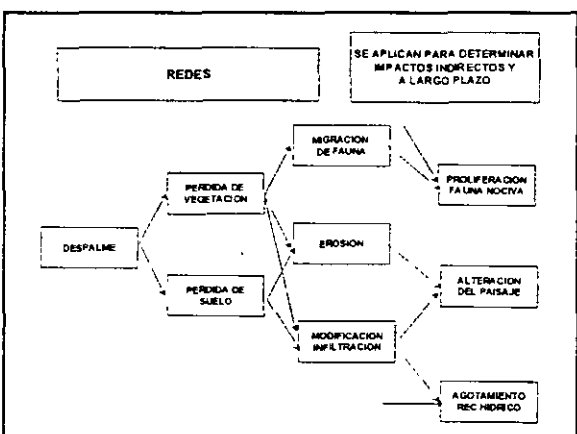 REDES
SE APLICAN PARA DETERMINAR
IMPACTOS INDIRECTOS Y
A LARGO PLAZO
MIGRACION
DE FAUNA
PERDIDA DE
VEGETACION
PROLIFERACION
FAUNA NOCIVA
DESPALME
EROSION
PERDIDA DE
SUELO
ALTERACION
DEL PAISAJE
MODIFICACION
INFILTRACION
AGOTAMIENTO
REC HIDRICO